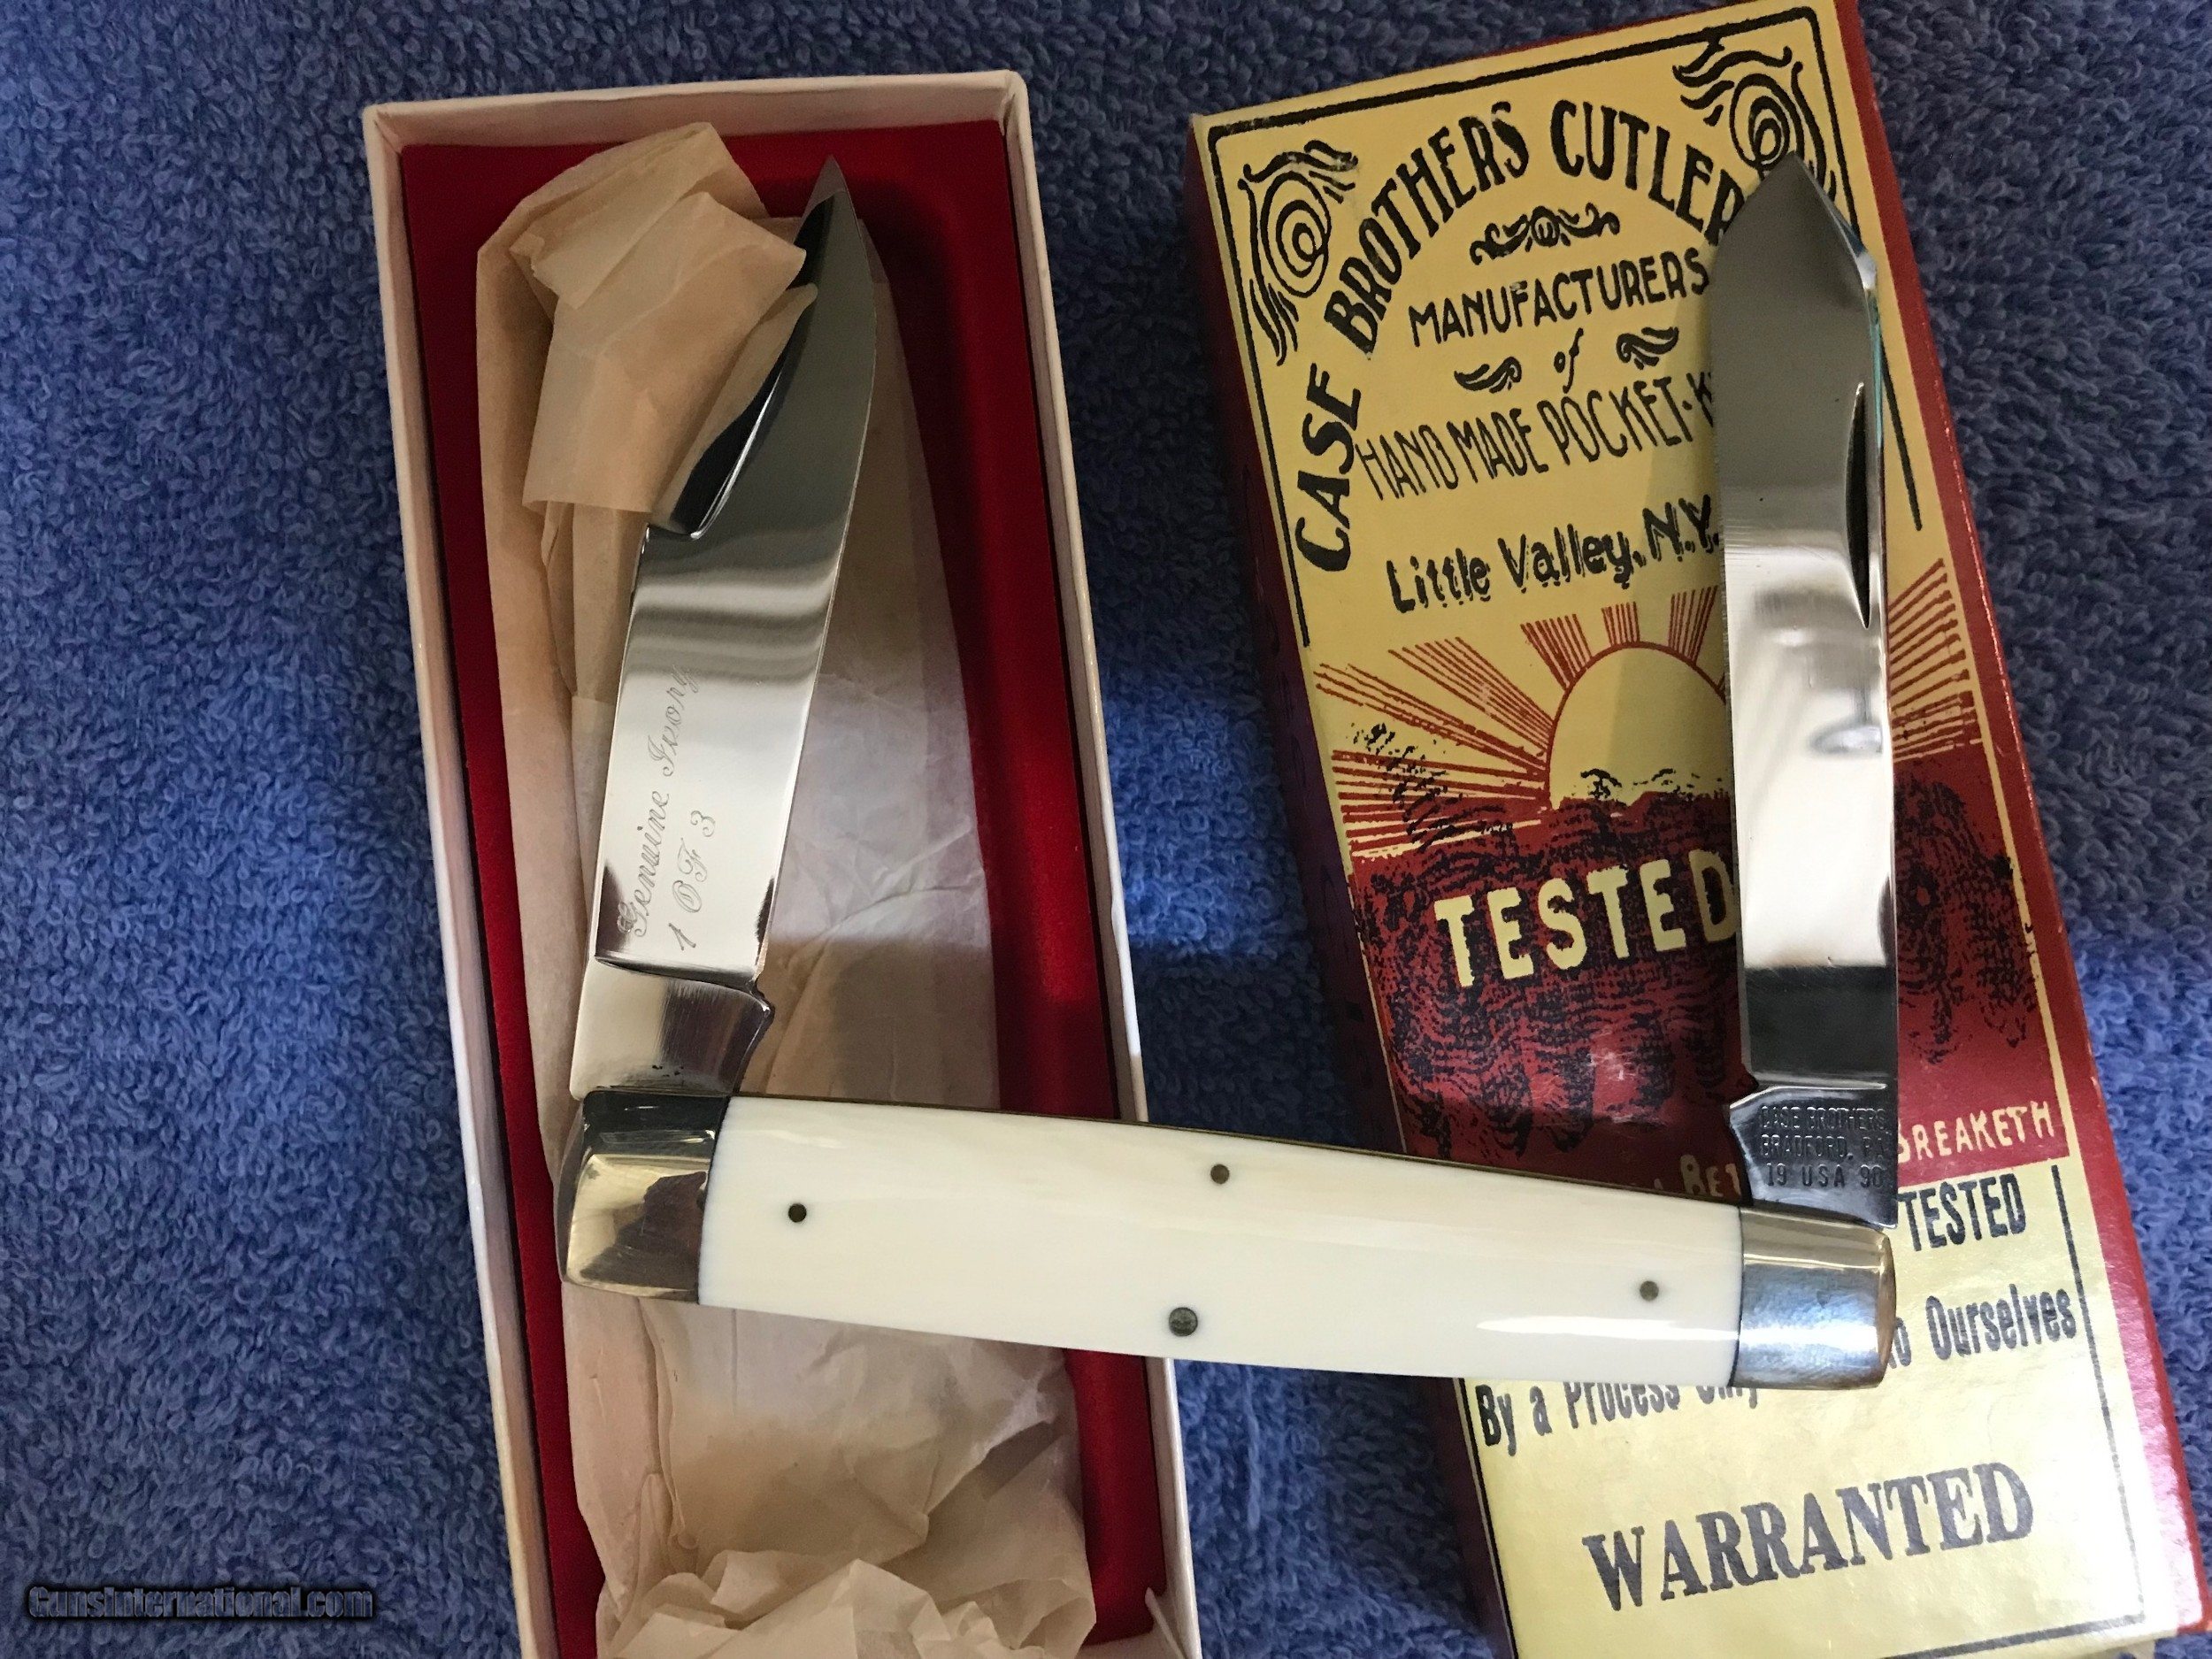 Genuine Ivory
1 OF 3
CASE BROTHERS CUTLER
MANUFACTURERS
of
HAND MADE POCKET-K
Little Valley, N.Y.
TESTED
BREAKETH
TESTED
Ourselves
By a Process Only
WARRANTED
CASE BROTHERS
BRADFORD, PA
19 USA 90
GunsInternational.com